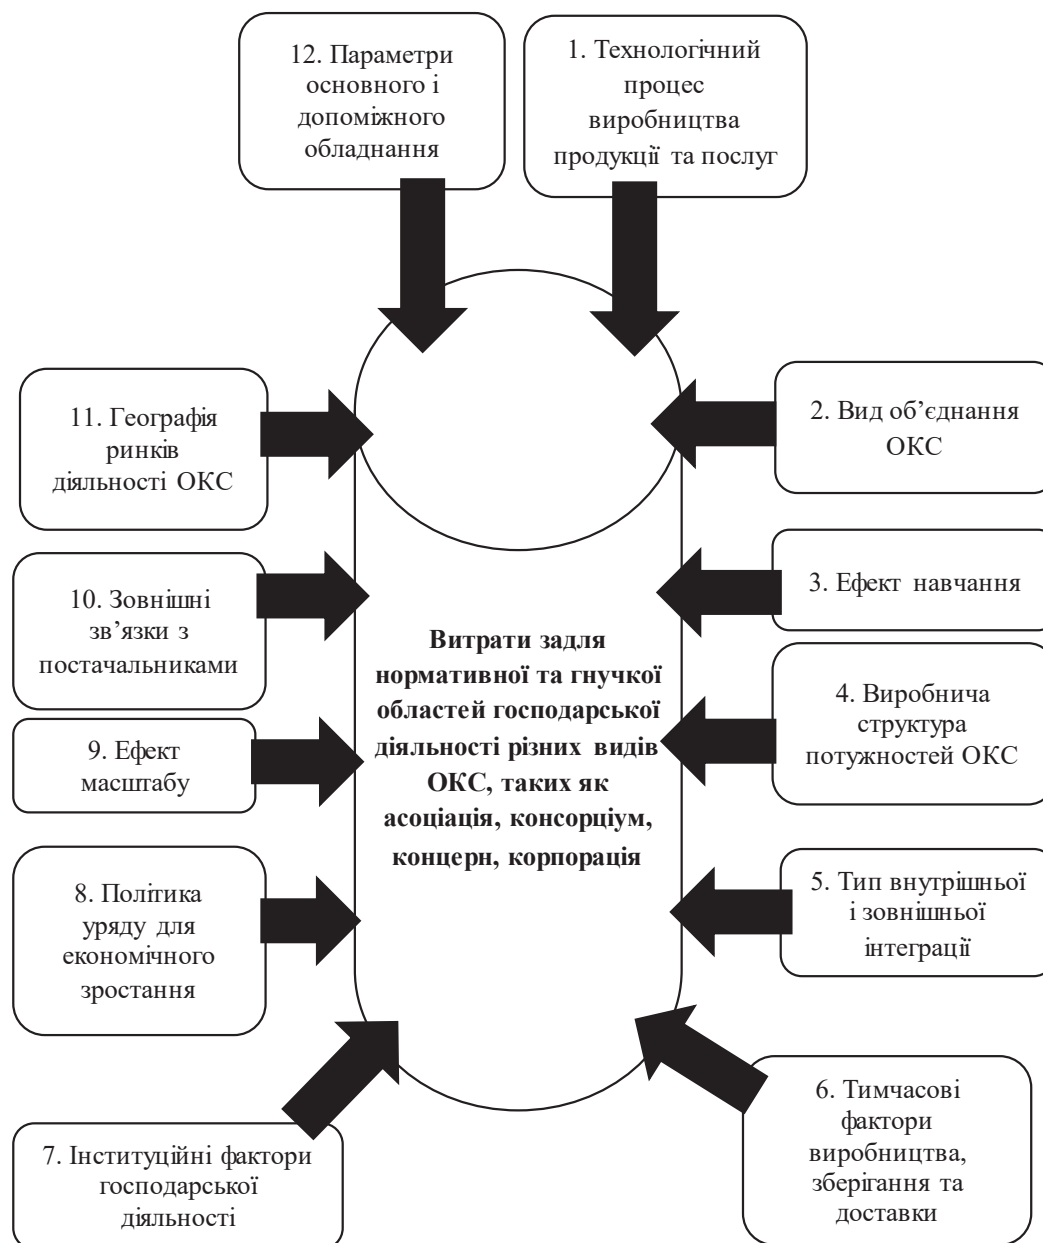 12. Параметри
основного і
допоміжного
обладнання
1. Технологічний
процес
виробництва
продукції та послуг
11. Географія
ринків
діяльності ОКС
2. Вид об’єднання
ОКС
10. Зовнішні
зв’язки з
постачальниками
3. Ефект навчання
Витрати задля
нормативної та гнучкої
областей господарської
діяльності різних видів
ОКС, таких як
асоціація, консорціум,
концерн, корпорація
9. Ефект
масштабу
4. Виробнича
структура
потужностей ОКС
8. Політика
уряду для
економічного
зростання
5. Тип внутрішньої
і зовнішньої
інтеграції
7. Інституційні фактори
господарської
діяльності
6. Тимчасові
фактори
виробництва,
зберігання та
доставки